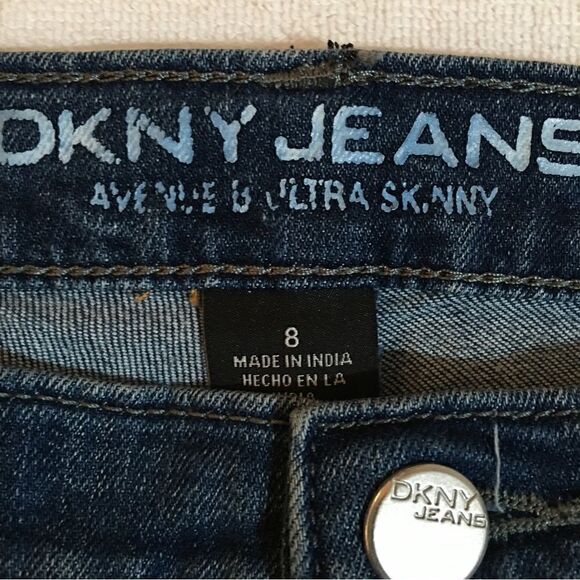 DKNY JEANS
AVENUE B ULTRA SKINNY
8
MADE IN INDIA
HECHO EN LA
DKNY
JEANS